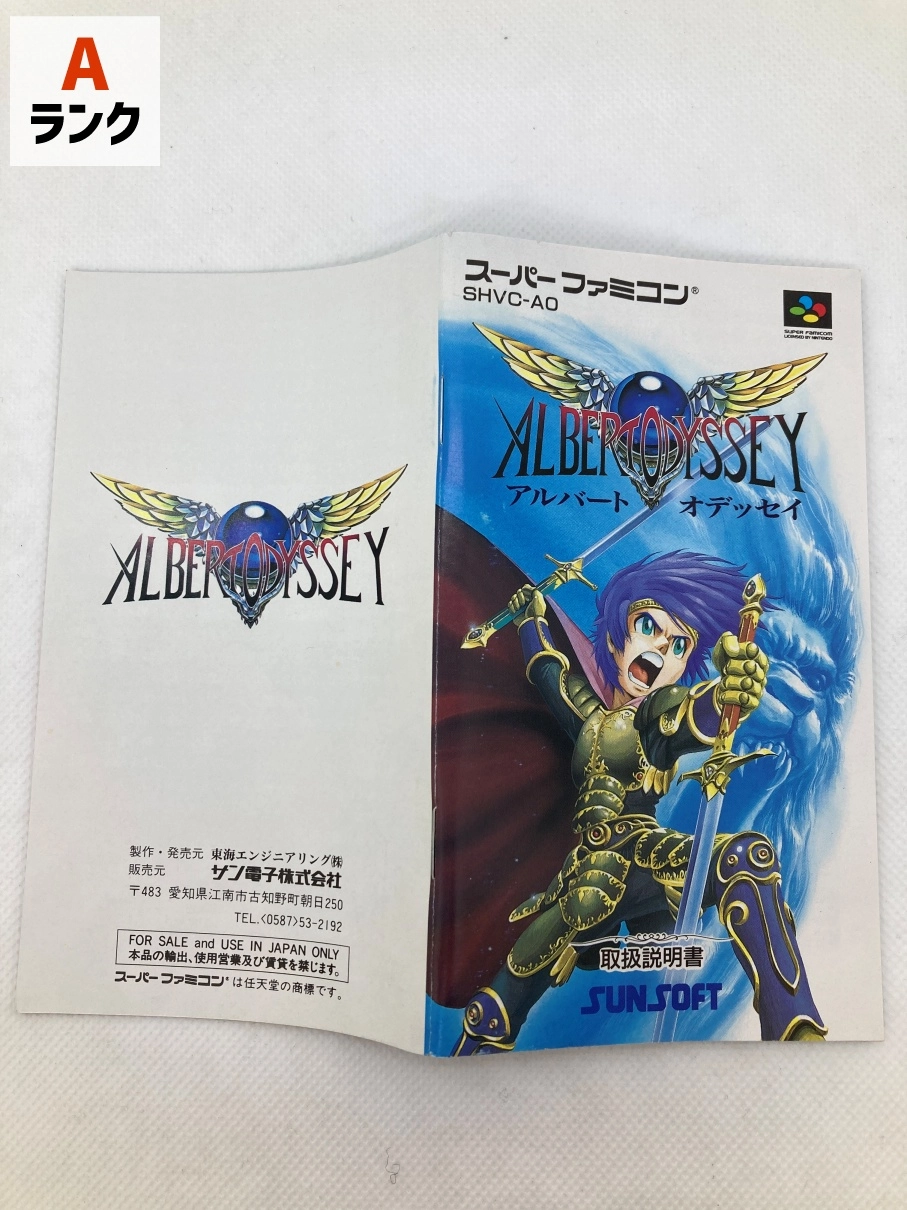 A
ランク
スーパーファミコン®
SHVC-AO
SUPER FAMICOM
LICENSED BY NINTENDO
ALBERT ODYSSEY
アルバート オデッセイ
取扱説明書
SUNSOFT
ALBERT ODYSSEY
製作・発売元 東海エンジニアリング㈱
販売元 サン電子株式会社
〒483 愛知県江南市古知野町朝日250
TEL.<0587>53-2192
FOR SALE and USE IN JAPAN ONLY
本品の輸出、使用営業及び賃貸を禁じます。
スーパーファミコン®は任天堂の商標です。